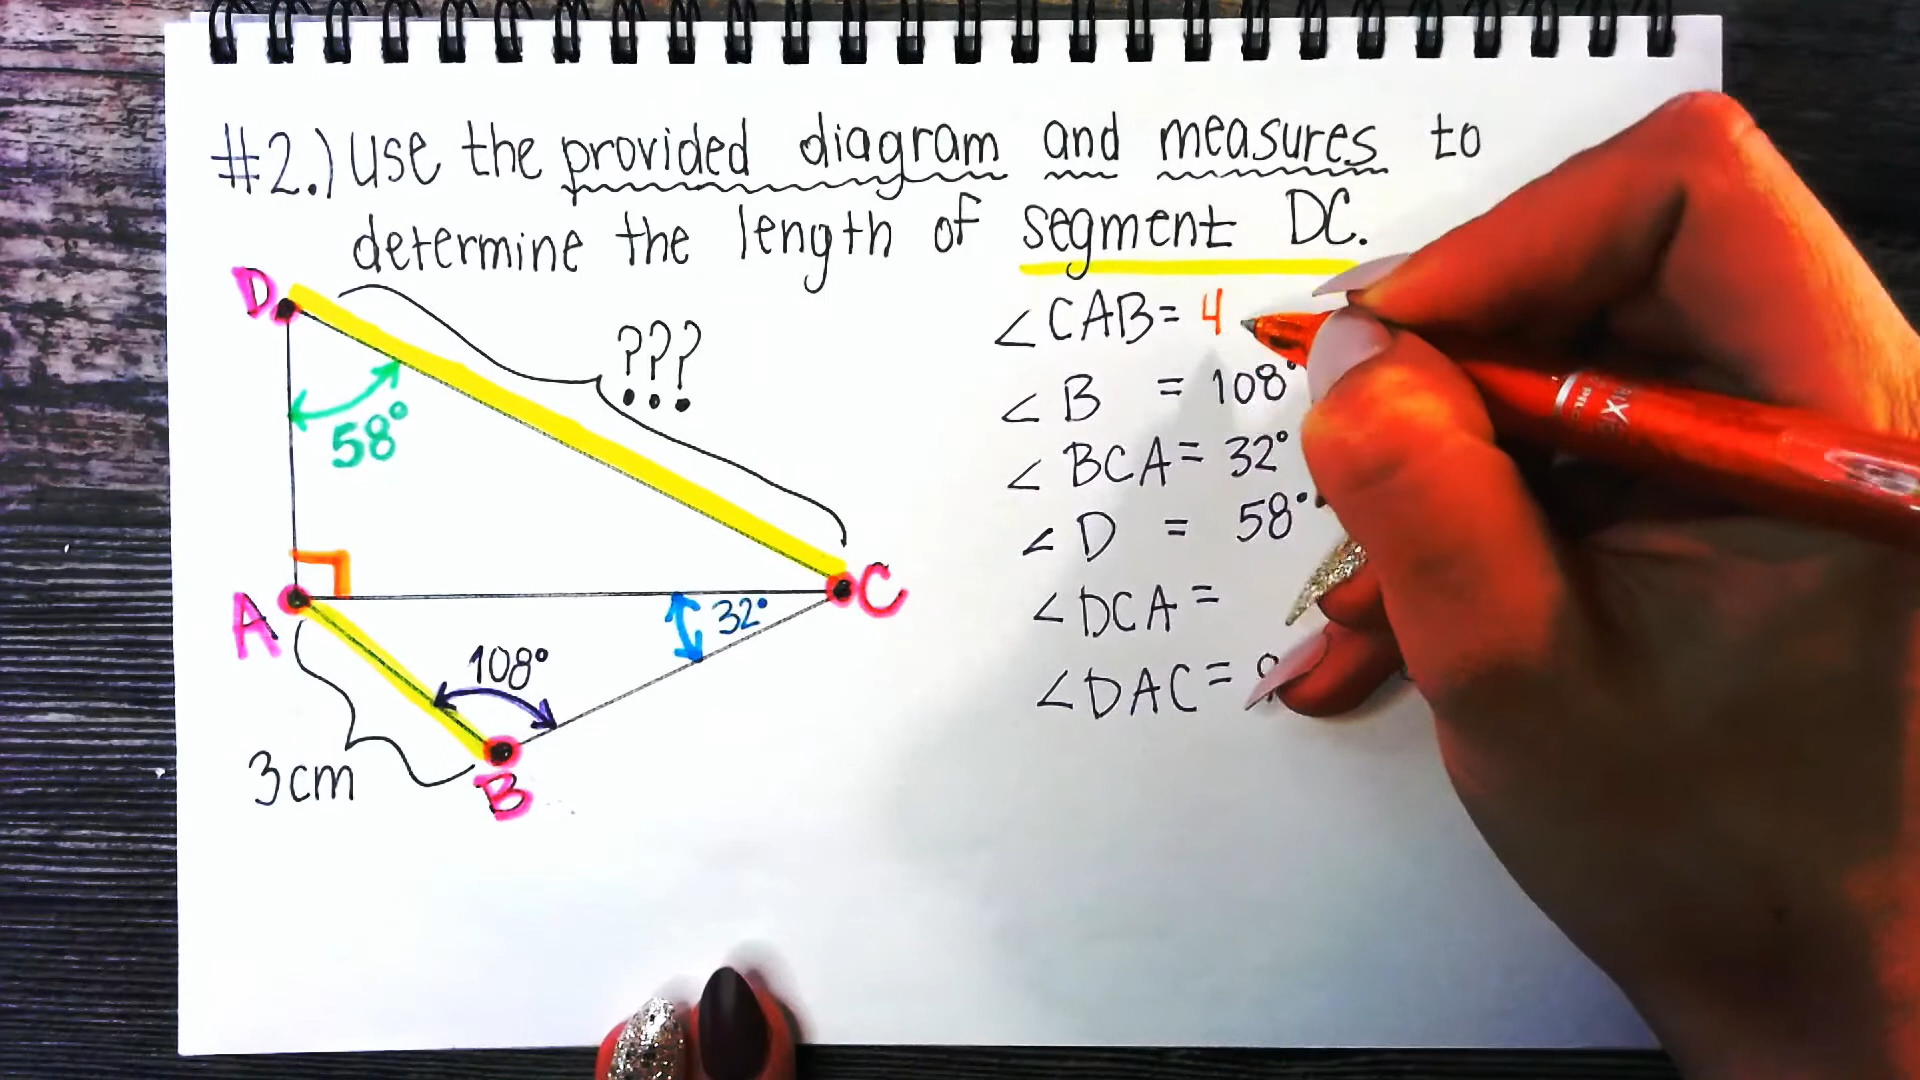 #2.) Use the provided diagram and measures to
determine the length of segment DC.
D
???
58°
A
C
32°
108°
3cm
B
∠CAB= 4
∠B = 108°
∠BCA = 32°
∠D = 58°
∠DCA =
∠DAC =